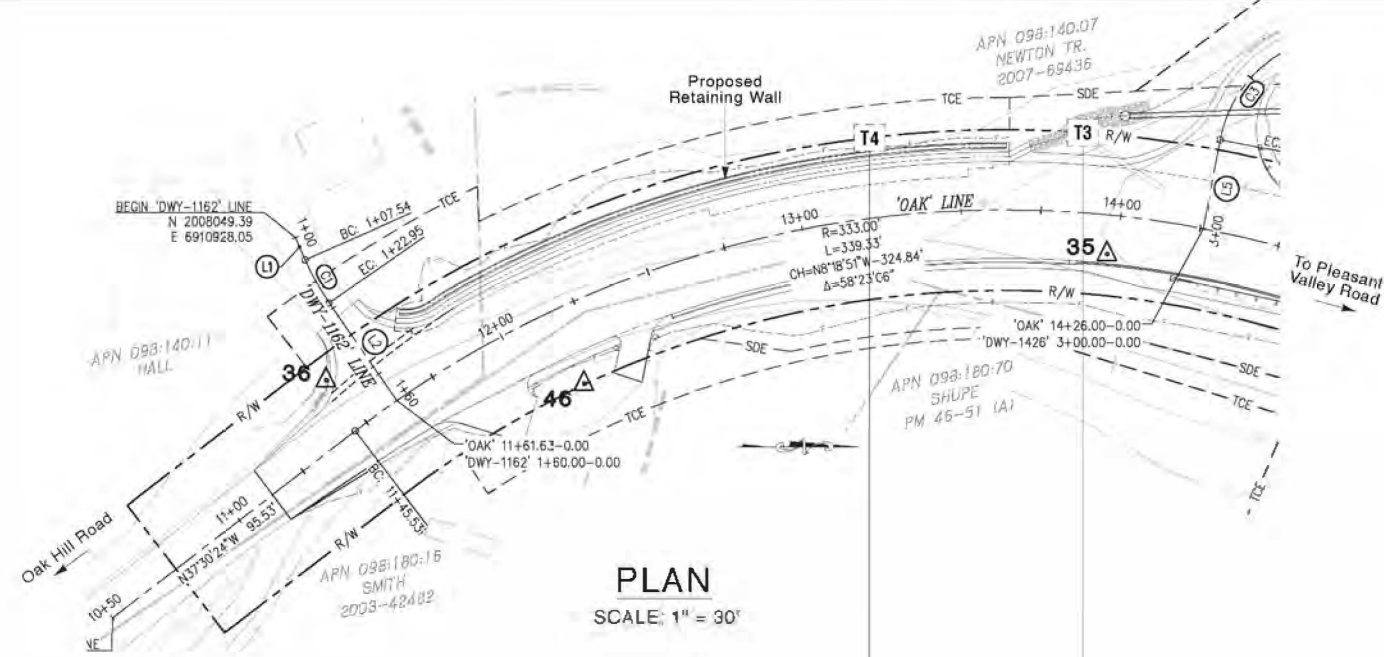 APN 098:140:07
NEWTON TR.
2007-69436
Proposed
Retaining Wall
TCE
SDE
C3
T4
T3
R/W
EC:
BEGIN 'DWY-1162' LINE
N 2008049.39
E 6910928.05
1+00
BC: 1+07.54
TCE
EC: 1+22.95
L1
C1
'DWY-1162' LINE
L2
L5
13+00
'OAK' LINE
14+00
R=333.00'
L=339.33'
CH=N8°18'51"W-324.84'
Δ=58°23'06"
35
5+00
To Pleasant
Valley Road
12+00
R/W
'OAK' 14+26.00-0.00
'DWY-1426' 3+00.00-0.00
APN 098:140:11
HALL
36
1+60
46
SDE
TCE
SDE
TCE
APN 098:180:70
SHUPE
PM 46-51 (A)
R/W
'OAK' 11+61.63-0.00
'DWY-1162' 1+60.00-0.00
BC: 11+45.53
TCE
11+00
95.53'
N37°30'24"W
R/W
Oak Hill Road
APN 098:180:16
SMITH
2003-42482
10+50
VE
PLAN
SCALE: 1" = 30'